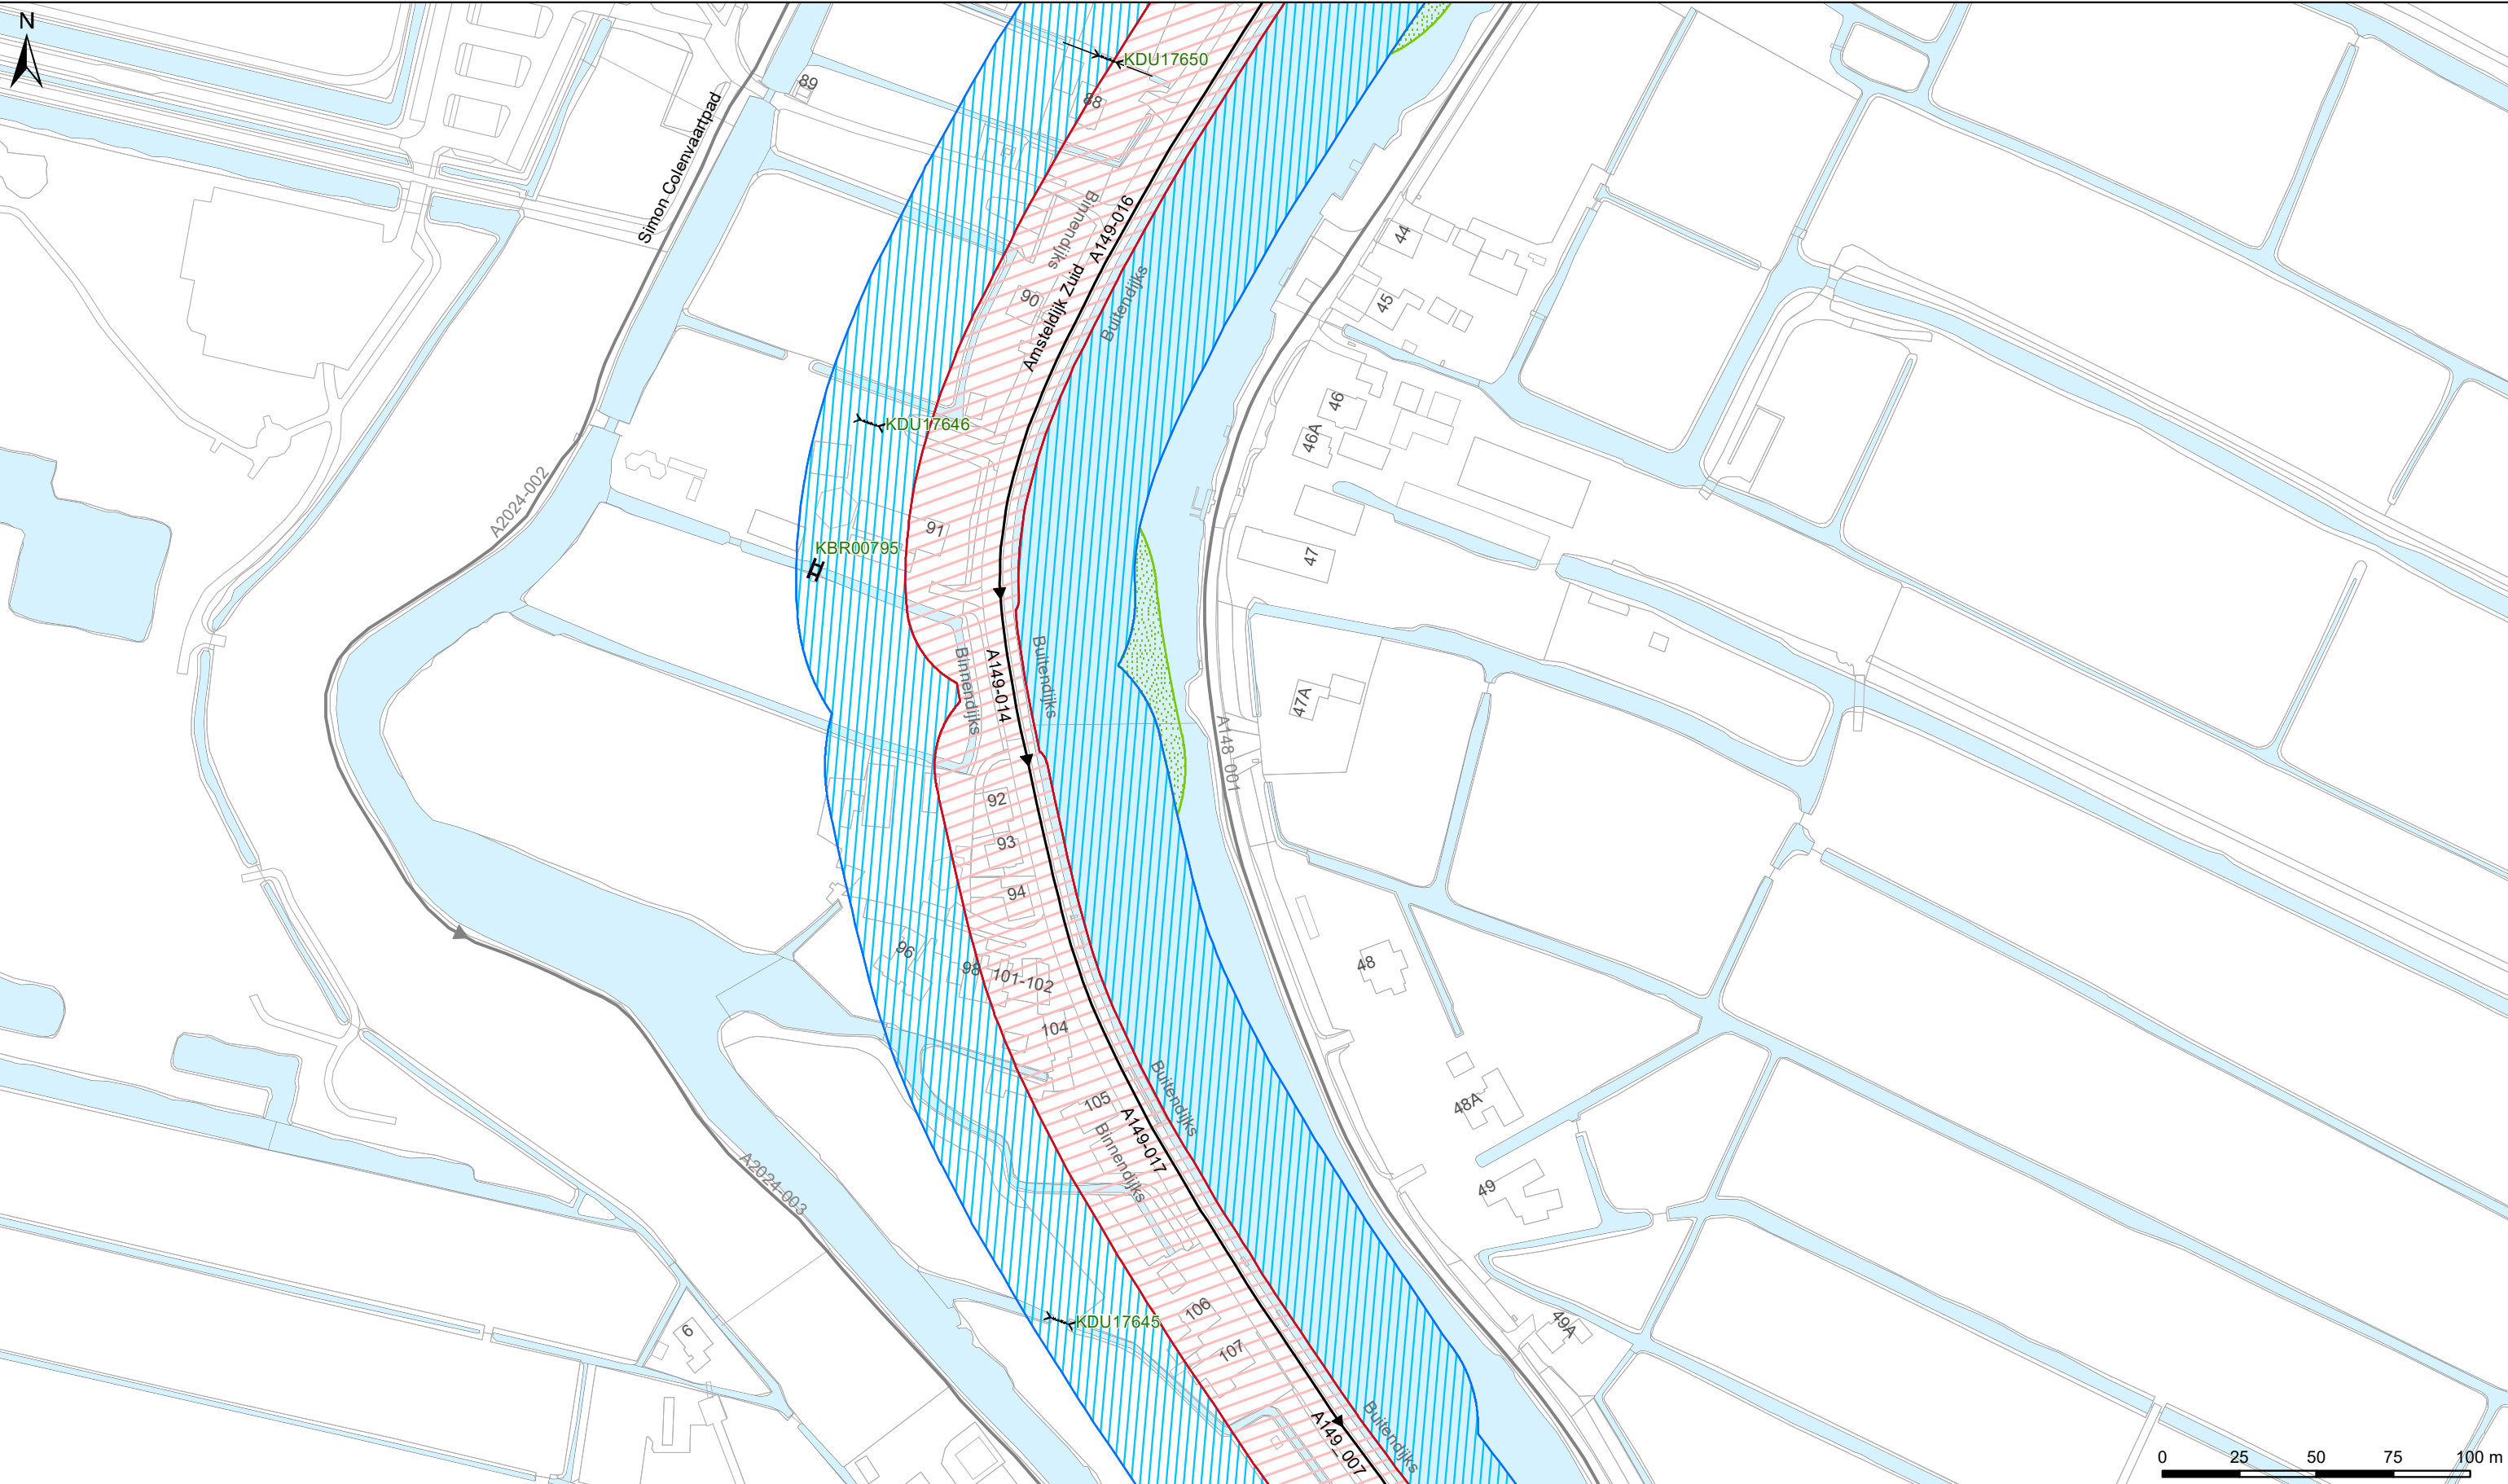 N
KDU17650
89
88
Simon Colenvaartpad
Binnendijks
A149-016
44
Buitendijks
90
Amsteldijk Zuid
45
46
KDU17646
46A
A2024-002
91
KBR00795
47
Binnendijks
A149-014
Buitendijks
47A
A148-001
92
93
94
96
98
101-102
48
104
105
Buitendijks
48A
A149-017
Binnendijks
A2024-003
49
106
KDU17645
49A
6
107
A149_007
Buitendijks
0 25 50 75 100 m